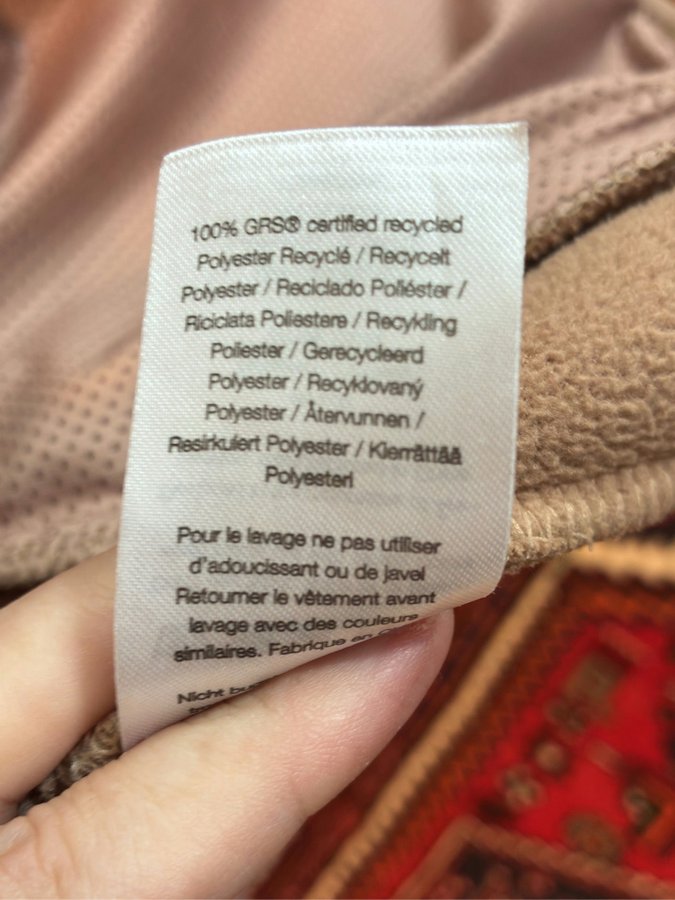 100% GRS® certified recycled
Polyester Recyclé / Recycelt
Polyester / Reciclado Poliéster /
Riciclata Poliestere / Recykling
Poliester / Gerecycleerd
Polyester / Recyklovaný
Polyester / Återvunnen /
Resirkulert Polyester / Kierrättää
Polyesteri
Pour le lavage ne pas utiliser
d'adoucissant ou de javel
Retourner le vêtement avant
lavage avec des couleurs
similaires. Fabrique en
Nicht